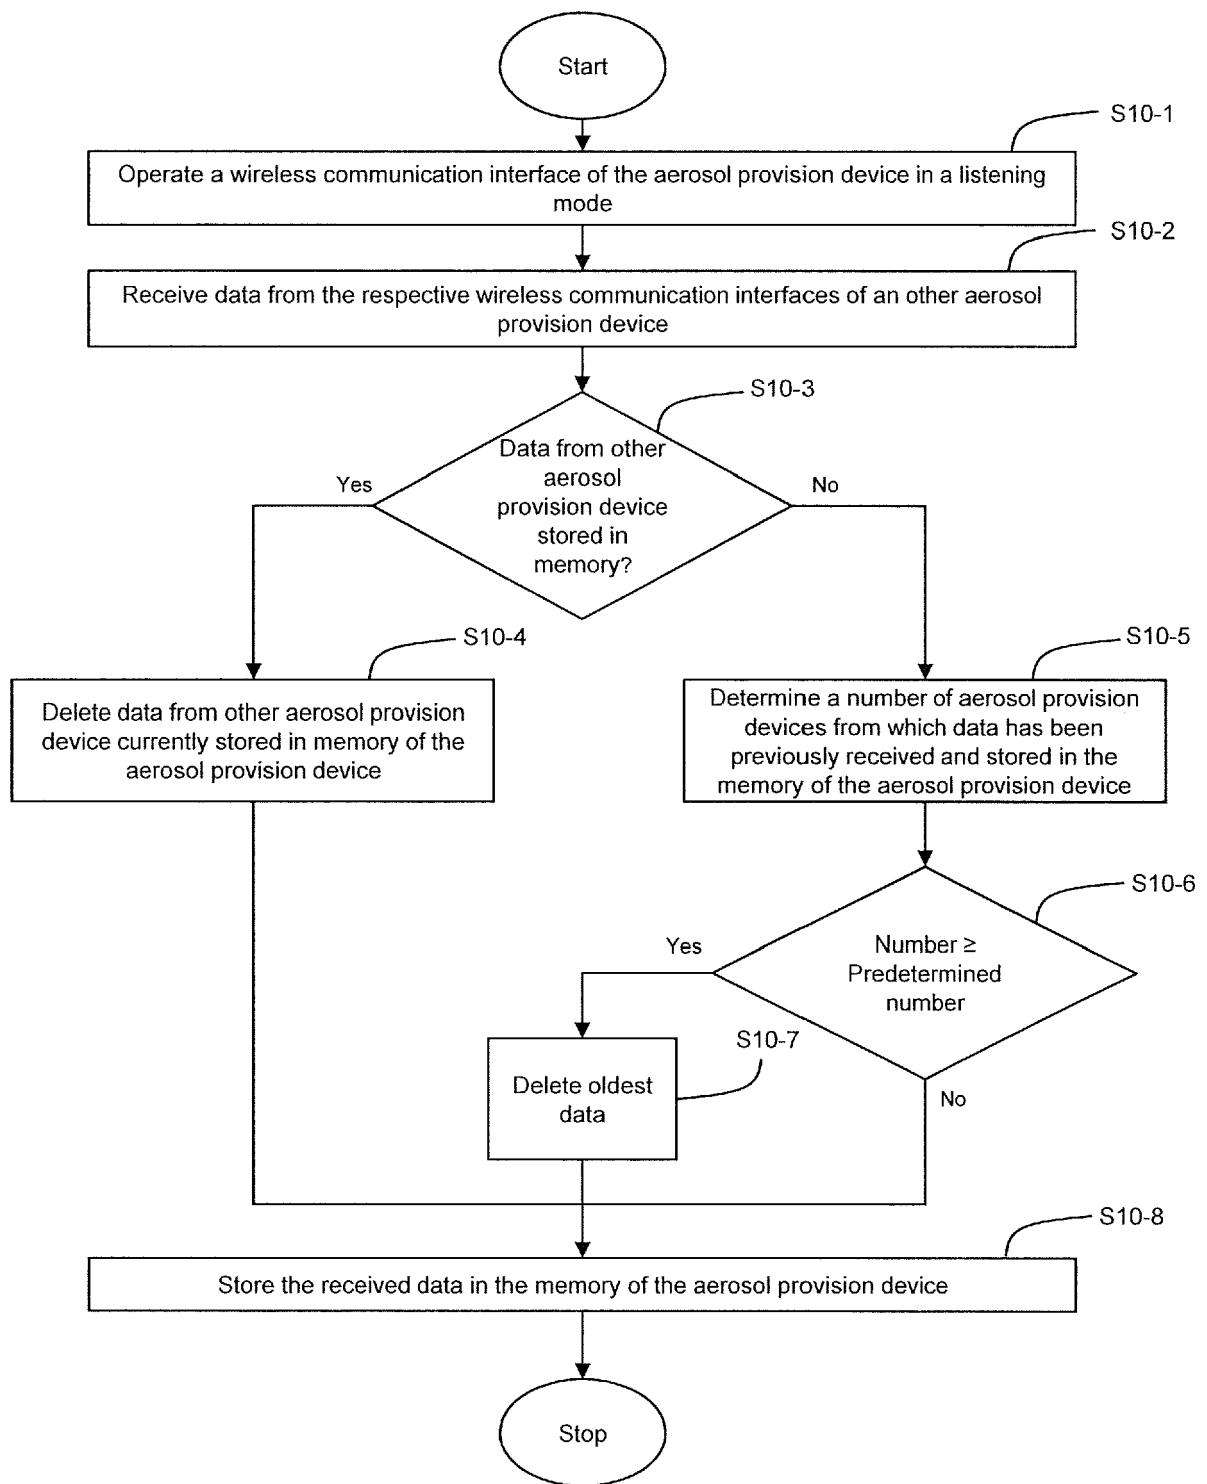 Start
S10-1
Operate a wireless communication interface of the aerosol provision device in a listening
mode
S10-2
Receive data from the respective wireless communication interfaces of an other aerosol
provision device
S10-3
Data from other
aerosol
provision device
stored in
memory?
Yes
No
S10-4
Delete data from other aerosol provision
device currently stored in memory of the
aerosol provision device
S10-5
Determine a number of aerosol provision
devices from which data has been
previously received and stored in the
memory of the aerosol provision device
S10-6
Number ≥
Predetermined
number
Yes
No
S10-7
Delete oldest
data
S10-8
Store the received data in the memory of the aerosol provision device
Stop